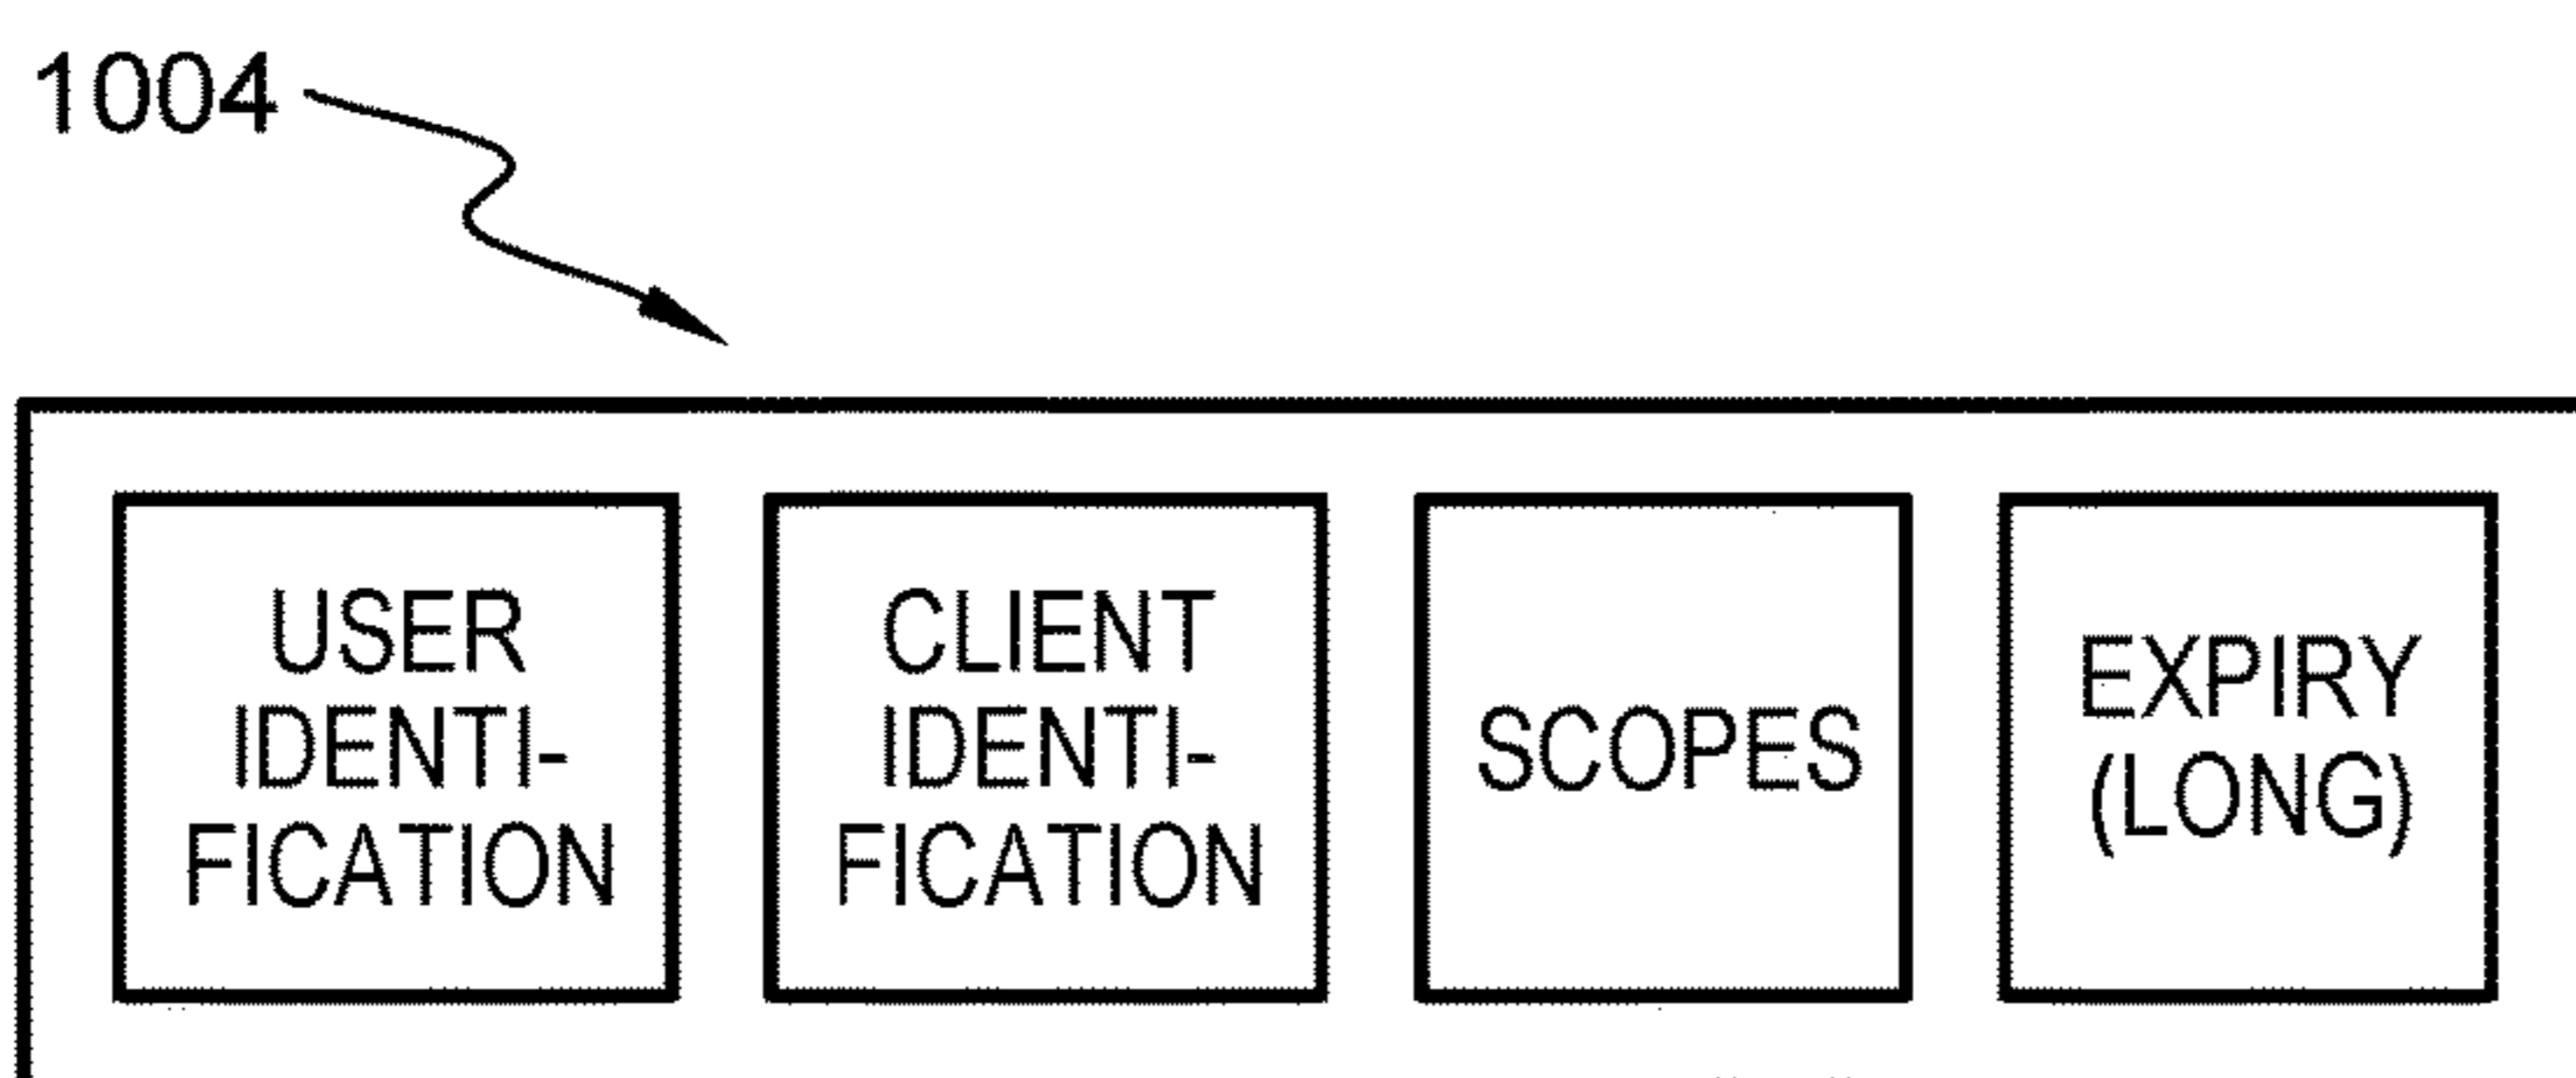 1004
USER
IDENTI-
FICATION
CLIENT
IDENTI-
FICATION
SCOPES
EXPIRY
(LONG)